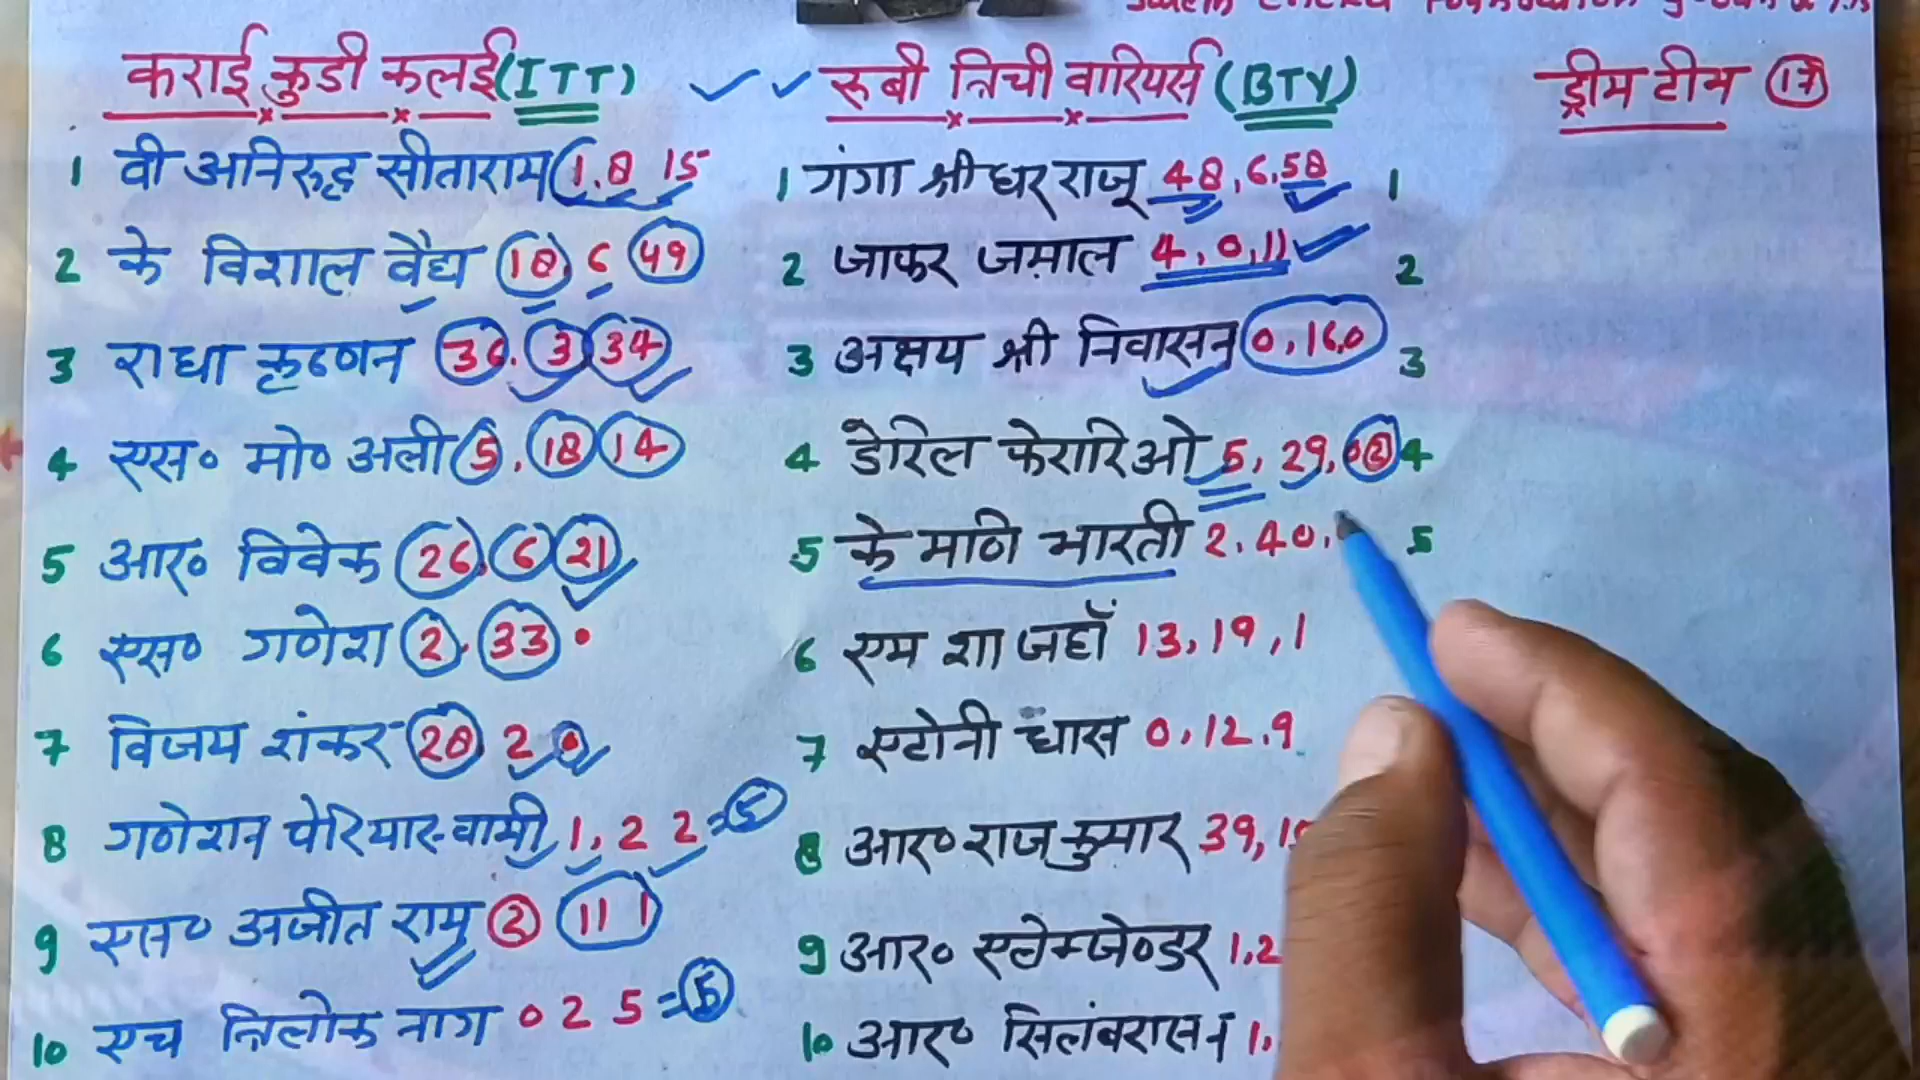 कराई कुडी कलई (ITT)
1 वी अनिरुद्ध सीताराम 1, 8 15
2 के विशाल वैद्य 10, 6 49
3 राधा कृष्णन 36, 3 34
4 एस० मो० अली 5, 18 14
5 आर० विवेक 26, 6 21
6 एस० गणेश 2, 33
7 विजय शंकर 20 2 0
8 गणेशन पेरियास्वामी 1, 2 2 = 5
9 एस० अजीत राम 2 11 1
10 एच त्रिलोक नाग 0 2 5 = 5
रुबी त्रिची वारियर्स (BTY)
1 गंगा श्रीधर राजू 48, 6, 58
2 जाफर जमाल 4, 0, 11
3 अक्षय श्री निवासन 0, 16, 0
4 डेरिल फेरारिओ 5, 29,
5 के माणि भारती 2, 40,
6 एम शाजहाँ 13, 19, 1
7 एटोनी धास 0, 12, 9
8 आर० राजकुमार 39,
9 आर० एलेग्जेण्डर 1, 2
10 आर० सिलंबरासन 1,
ड्रीम टीम 17
1
2
3
4
5